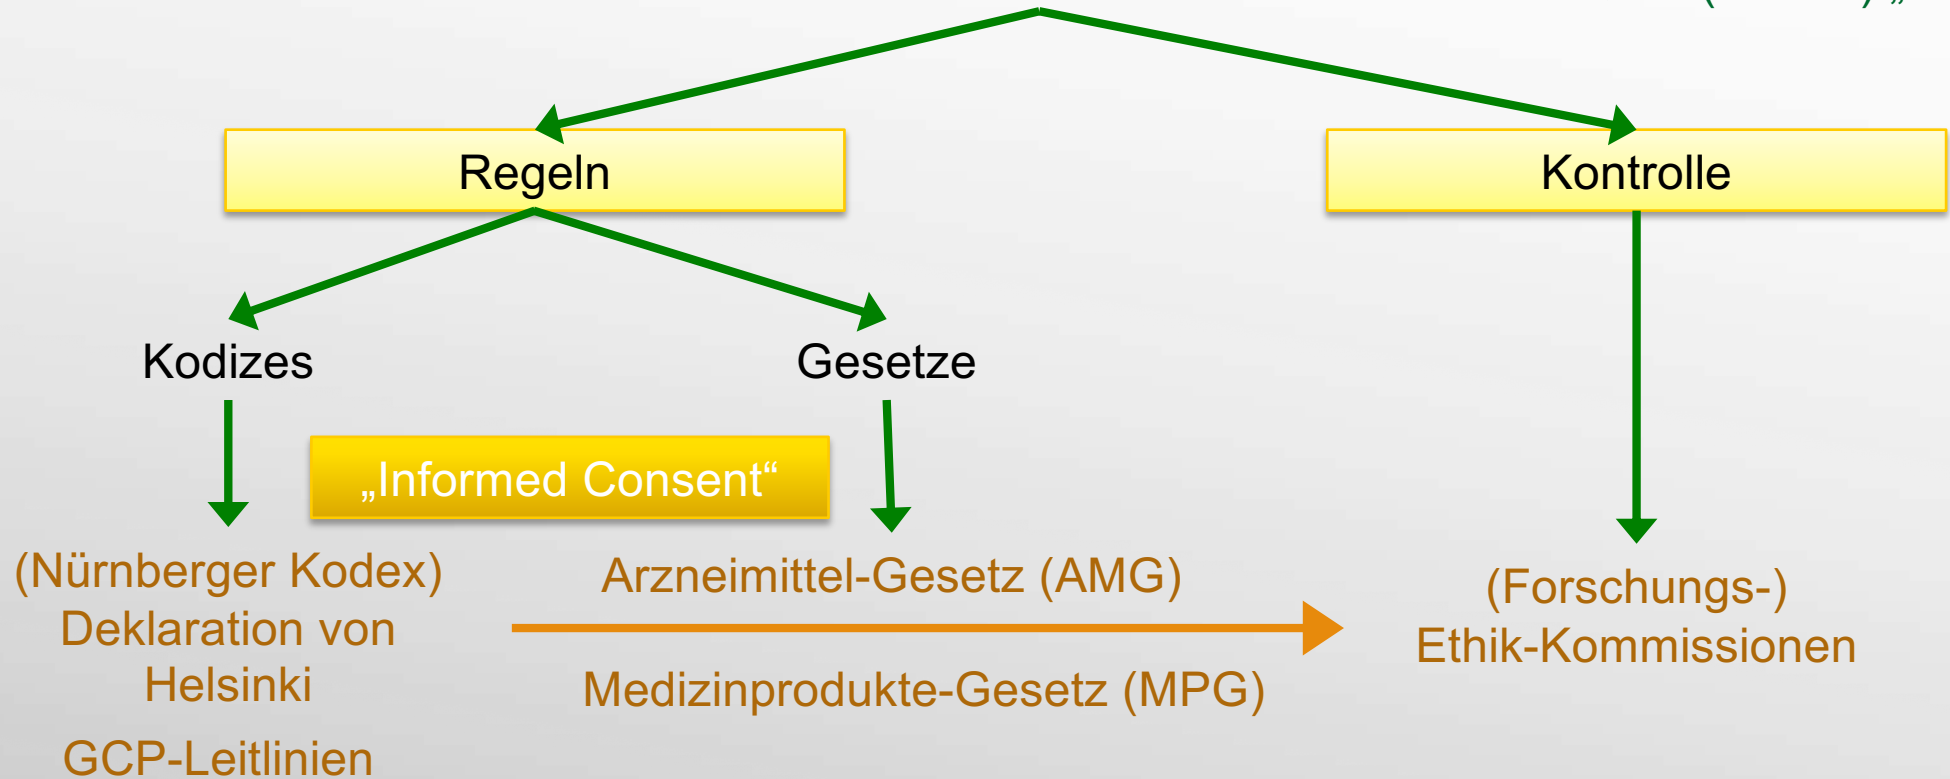 Regeln
Kontrolle
Kodizes
Gesetze
„Informed Consent“
(Nürnberger Kodex)
Deklaration von
Helsinki
GCP-Leitlinien
Arzneimittel-Gesetz (AMG)
Medizinprodukte-Gesetz (MPG)
(Forschungs-)
Ethik-Kommissionen